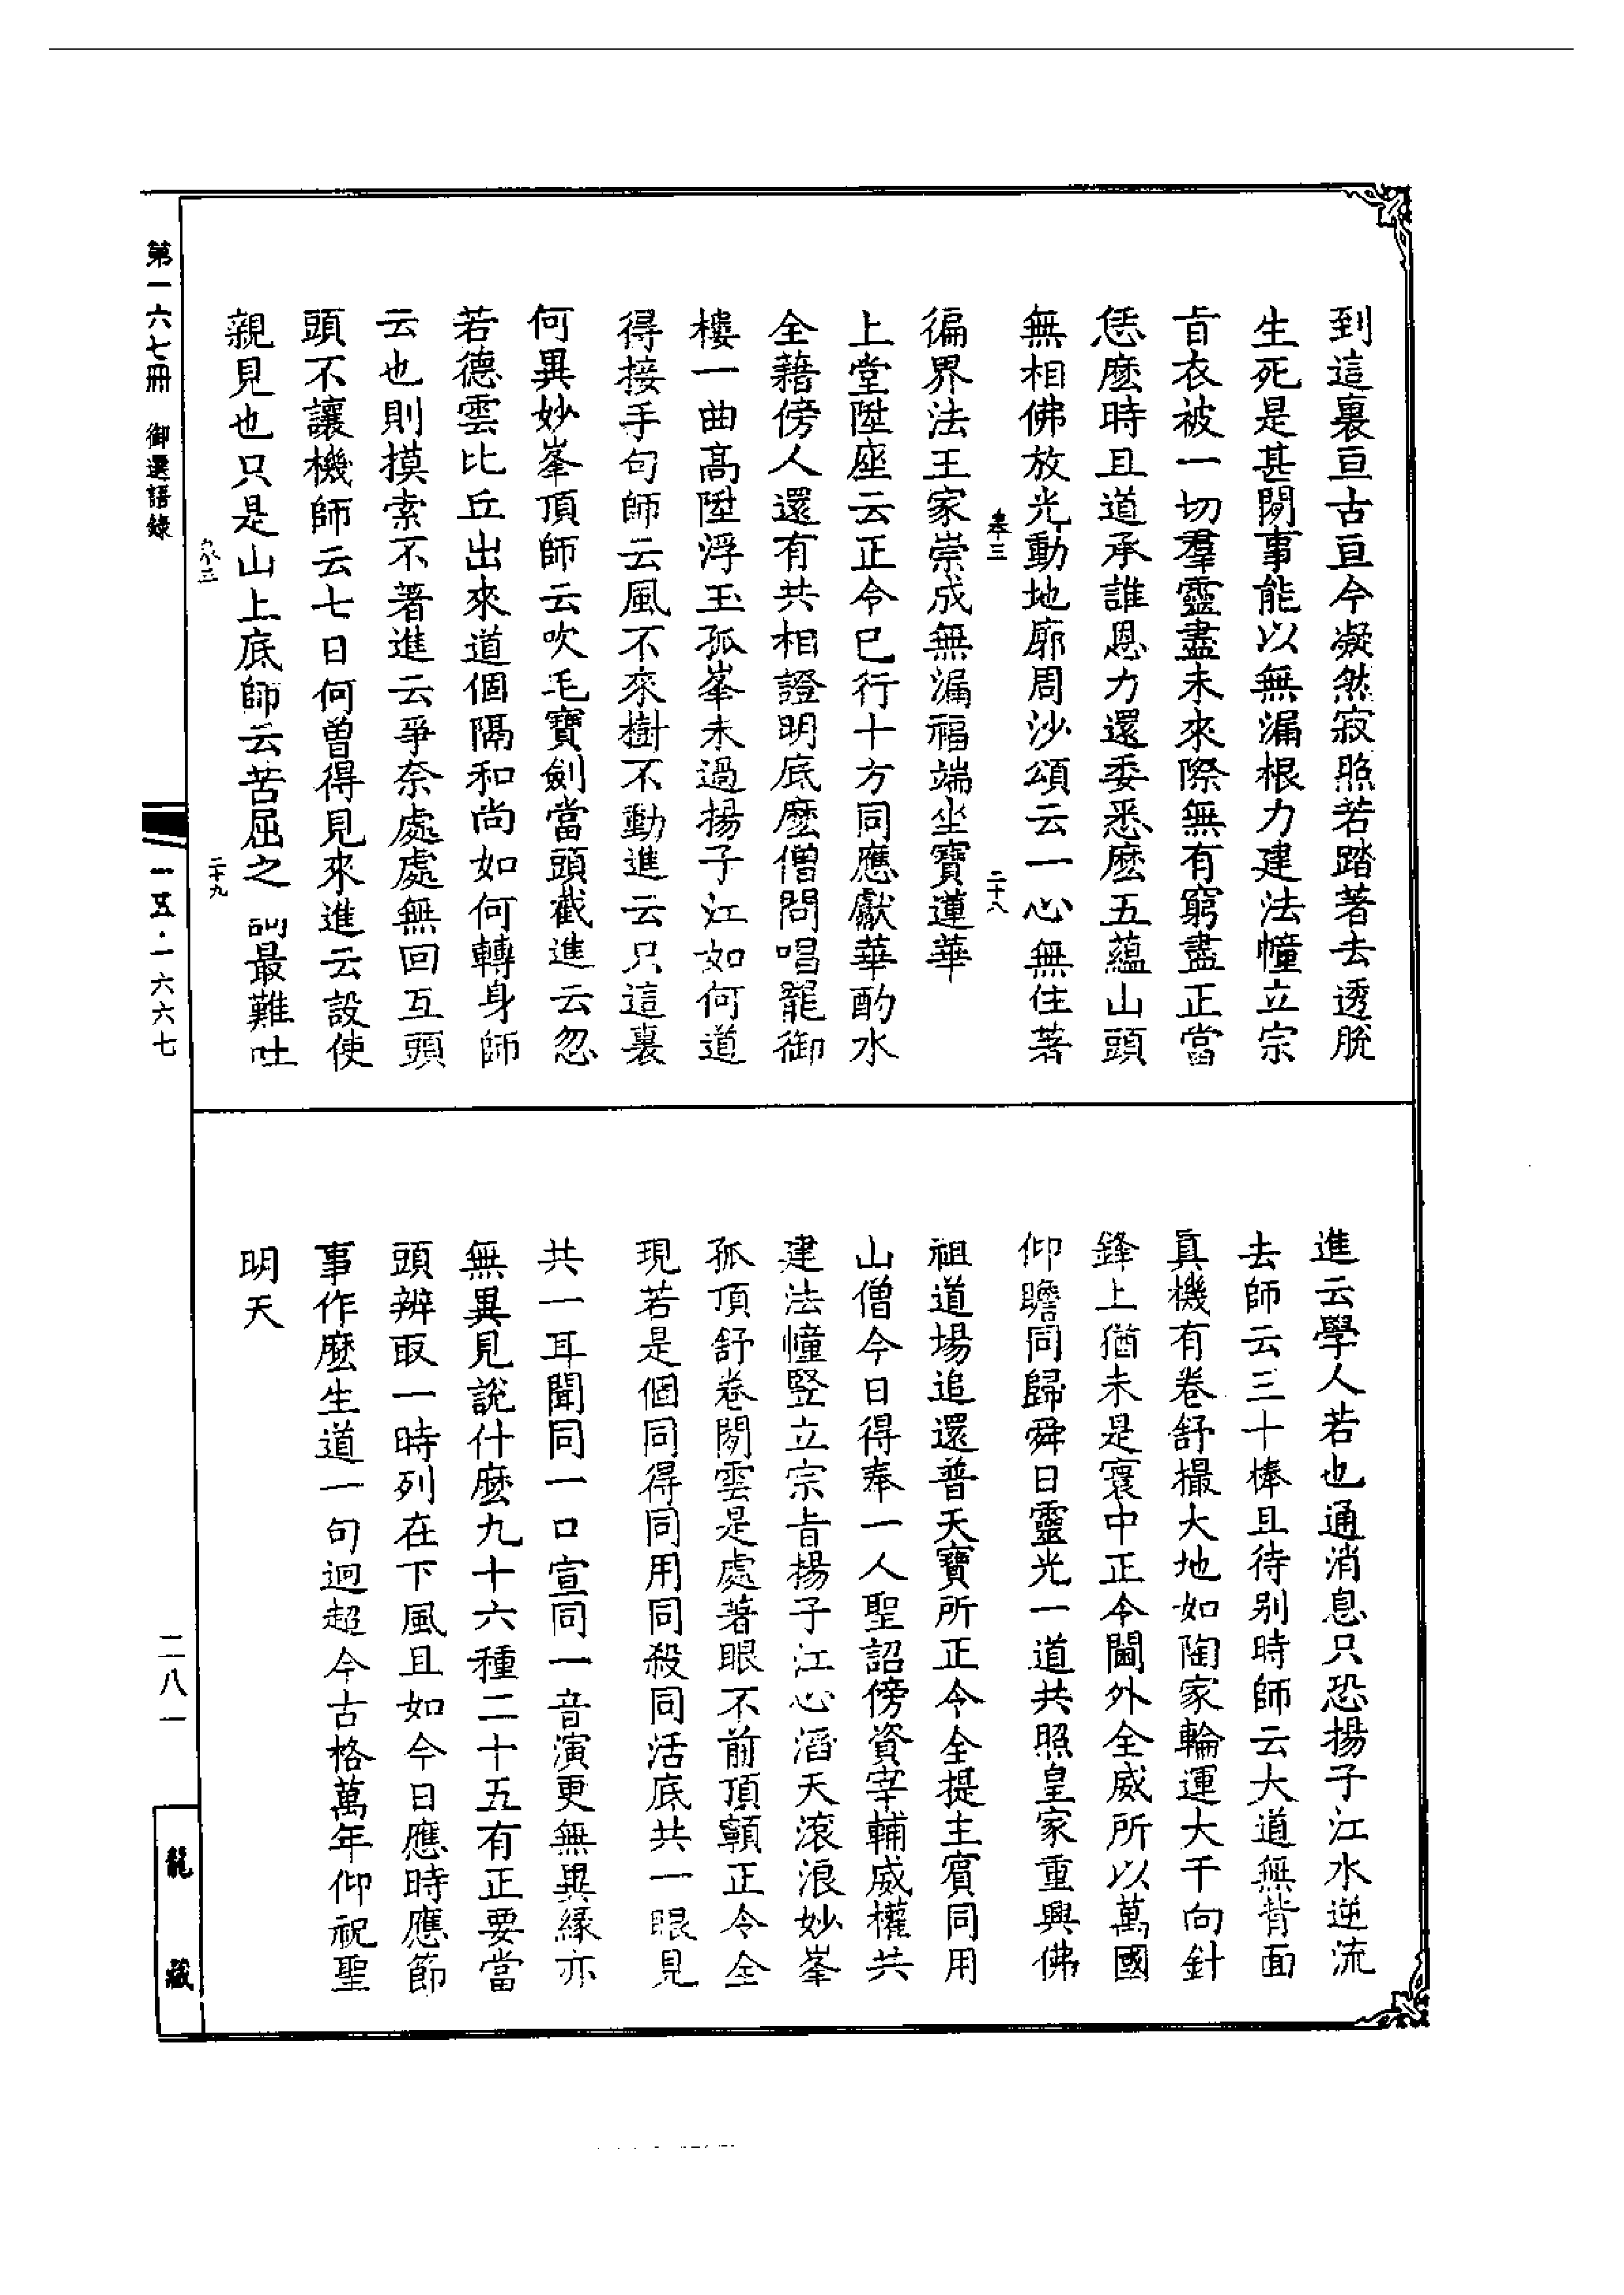 到這裏亘古亘今凝然寂照若踏著去透脫
生死是甚閑事能以無漏根力建法幢立宗
旨衣被一切羣靈盡未來際無有窮盡正當
恁麼時且道承誰恩力還委悉麼五蘊山頭
無相佛放光動地廓周沙頌云一心無住著
卷三
二十八
徧界法王家崇成無漏福端坐寶蓮華
上堂陞座云正令已行十方同應獻華酌水
全藉傍人還有共相證明底麼僧問唱罷御
樓一曲高陞浮玉孤峯未過揚子江如何道
得接手句師云風不來樹不動進云只這裏
何異妙峯頂師云吹毛寶劍當頭截進云忽
若德雲比丘出來道個隔和尚如何轉身師
云也則摸索不著進云爭奈處處無回互頭
頭不讓機師云七日何曾得見來進云設使
親見也只是山上底師云苦屈之詞最難吐
二十九
進云學人若也通消息只恐揚子江水逆流
去師云三十棒且待別時師云大道無背面
真機有卷舒撮大地如陶家輪運大千向針
鋒上猶未是寰中正令閫外全威所以萬國
仰瞻同歸舜日靈光一道共照皇家重興佛
祖道場追還普天寶所正令全提主賓同用
山僧今日得奉一人聖詔傍資宰輔威權共
建法幢豎立宗旨揚子江心滔天滾浪妙峯
孤頂舒卷閑雲是處著眼不前頂顊正令全
現若是個同得同用同殺同活底共一眼見
共一耳聞同一口宣同一音演更無異緣亦
無異見說什麼九十六種二十五有正要當
頭辨取一時列在下風且如今日應時應節
事作麼生道一句迥超今古格萬年仰祝聖
明天
第一六七冊　御選語錄
一五·一六六七
二八一
龍藏